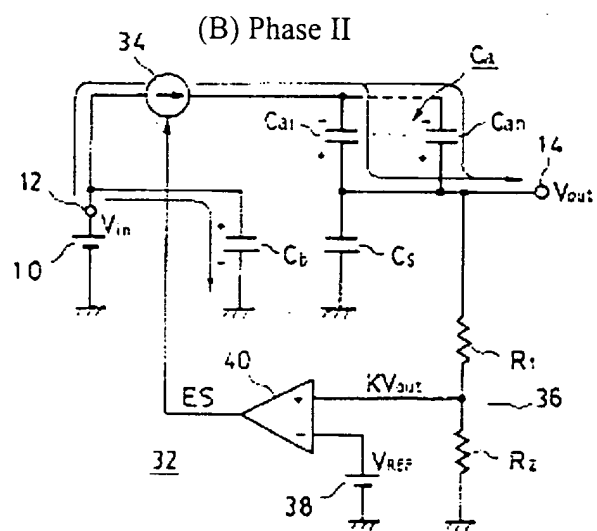 (B) Phase II
34
Ca
Ca1
Can
14
Vout
12
Vin
10
Ct
Cs
R1
40
ES
KVout
36
32
VREF
38
R2
+
-